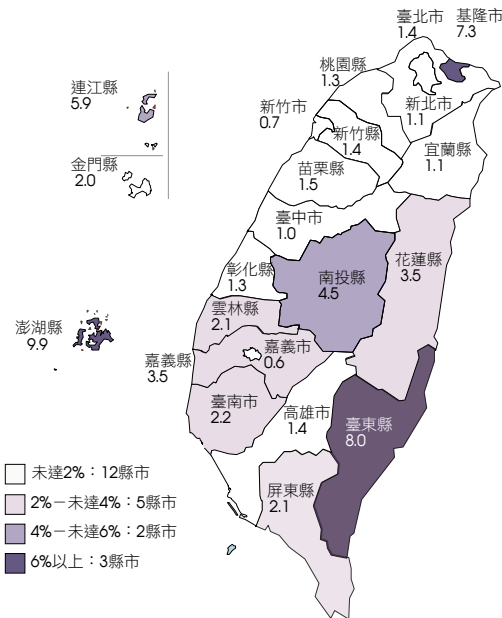 臺北市
1.4
基隆市
7.3
桃園縣
1.3
連江縣
5.9
新竹市
0.7
新北市
1.1
新竹縣
1.4
宜蘭縣
1.1
金門縣
2.0
苗栗縣
1.5
臺中市
1.0
花蓮縣
3.5
彰化縣
1.3
南投縣
4.5
雲林縣
2.1
澎湖縣
9.9
嘉義市
0.6
嘉義縣
3.5
臺南市
2.2
高雄市
1.4
臺東縣
8.0
屏東縣
2.1
未達2%：12縣市
2%－未達4%：5縣市
4%－未達6%：2縣市
6%以上：3縣市